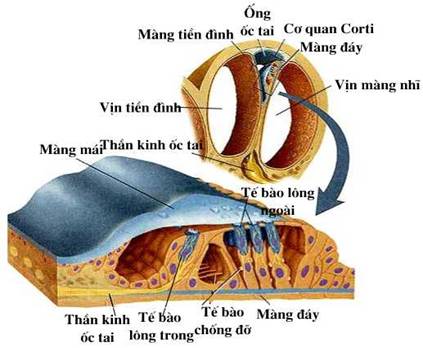 Ống
ốc tai
Cơ quan Corti
Màng tiền đình
Màng đáy
Vịn tiền đình
Vịn màng nhĩ
Thần kinh ốc tai
Màng mái
Tế bào lông
ngoài
Thần kinh
ốc tai
Tế bào
lông trong
Tế bào
chống đỡ
Màng đáy